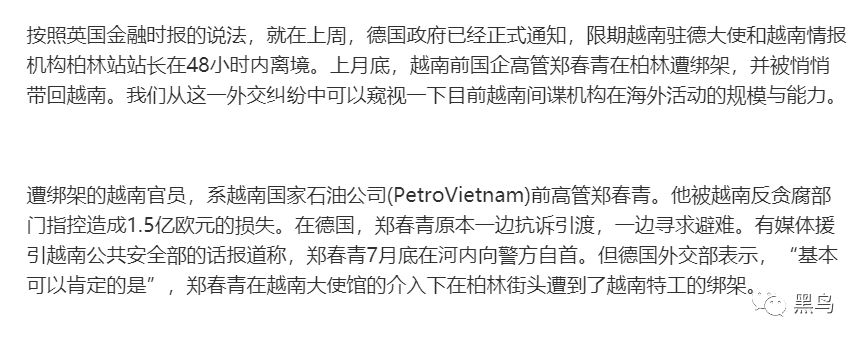 按照英国金融时报的说法，就在上周，德国政府已经正式通知，限期越南驻德大使和越南情报
机构柏林站站长在48小时内离境。上月底，越南前国企高管郑春青在柏林遭绑架，并被悄悄
带回越南。我们从这一外交纠纷中可以窥视一下目前越南间谍机构在海外活动的规模与能力。
遭绑架的越南官员，系越南国家石油公司(PetroVietnam)前高管郑春青。他被越南反贪腐部
门指控造成1.5亿欧元的损失。在德国，郑春青原本一边抗诉引渡，一边寻求避难。有媒体援
引越南公共安全部的话报道称，郑春青7月底在河内向警方自首。但德国外交部表示，“基本
可以肯定的是”，郑春青在越南大使馆的介入下在柏林街头遭到了越南特工的绑架。
黑鸟